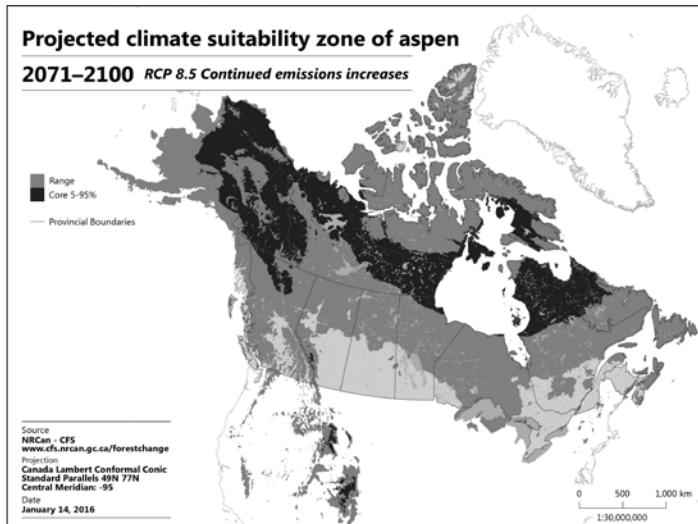 Projected climate suitability zone of aspen
2071–2100 RCP 8.5 Continued emissions increases
Range
Core 5-95%
Provincial Boundaries
Source
NRCan - CFS
www.cfs.nrcan.gc.ca/forestchange
Projection
Canada Lambert Conformal Conic
Standard Parallels 49N 77N
Central Meridian: -95
Date
January 14, 2016
0 500 1,000 km
1:30,000,000